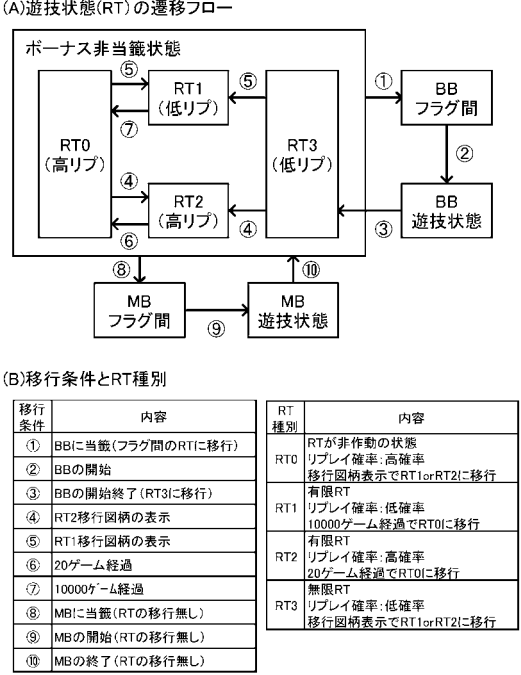 (A)遊技状態(RT)の遷移フロー
ボーナス非当籤状態
RT0
(高リプ)
⑤
⑦
RT1
(低リプ)
⑤
④
⑥
RT2
(高リプ)
④
RT3
(低リプ)
①
BB
フラグ間
②
BB
遊技状態
③
⑧
MB
フラグ間
⑨
⑩
MB
遊技状態
(B)移行条件とRT種別
移行
条件
内容
① BBに当籤(フラグ間のRTに移行)
② BBの開始
③ BBの開始終了(RT3に移行)
④ RT2移行図柄の表示
⑤ RT1移行図柄の表示
⑥ 20ゲーム経過
⑦ 10000ゲーム経過
⑧ MBに当籤(RTの移行無し)
⑨ MBの開始(RTの移行無し)
⑩ MBの終了(RTの移行無し)
RT
種別
内容
RT0
RTが非作動の状態
リプレイ確率:高確率
移行図柄表示でRT1orRT2に移行
RT1
有限RT
リプレイ確率:低確率
10000ゲーム経過でRT0に移行
RT2
有限RT
リプレイ確率:高確率
20ゲーム経過でRT0に移行
RT3
無限RT
リプレイ確率:低確率
移行図柄表示でRT1orRT2に移行